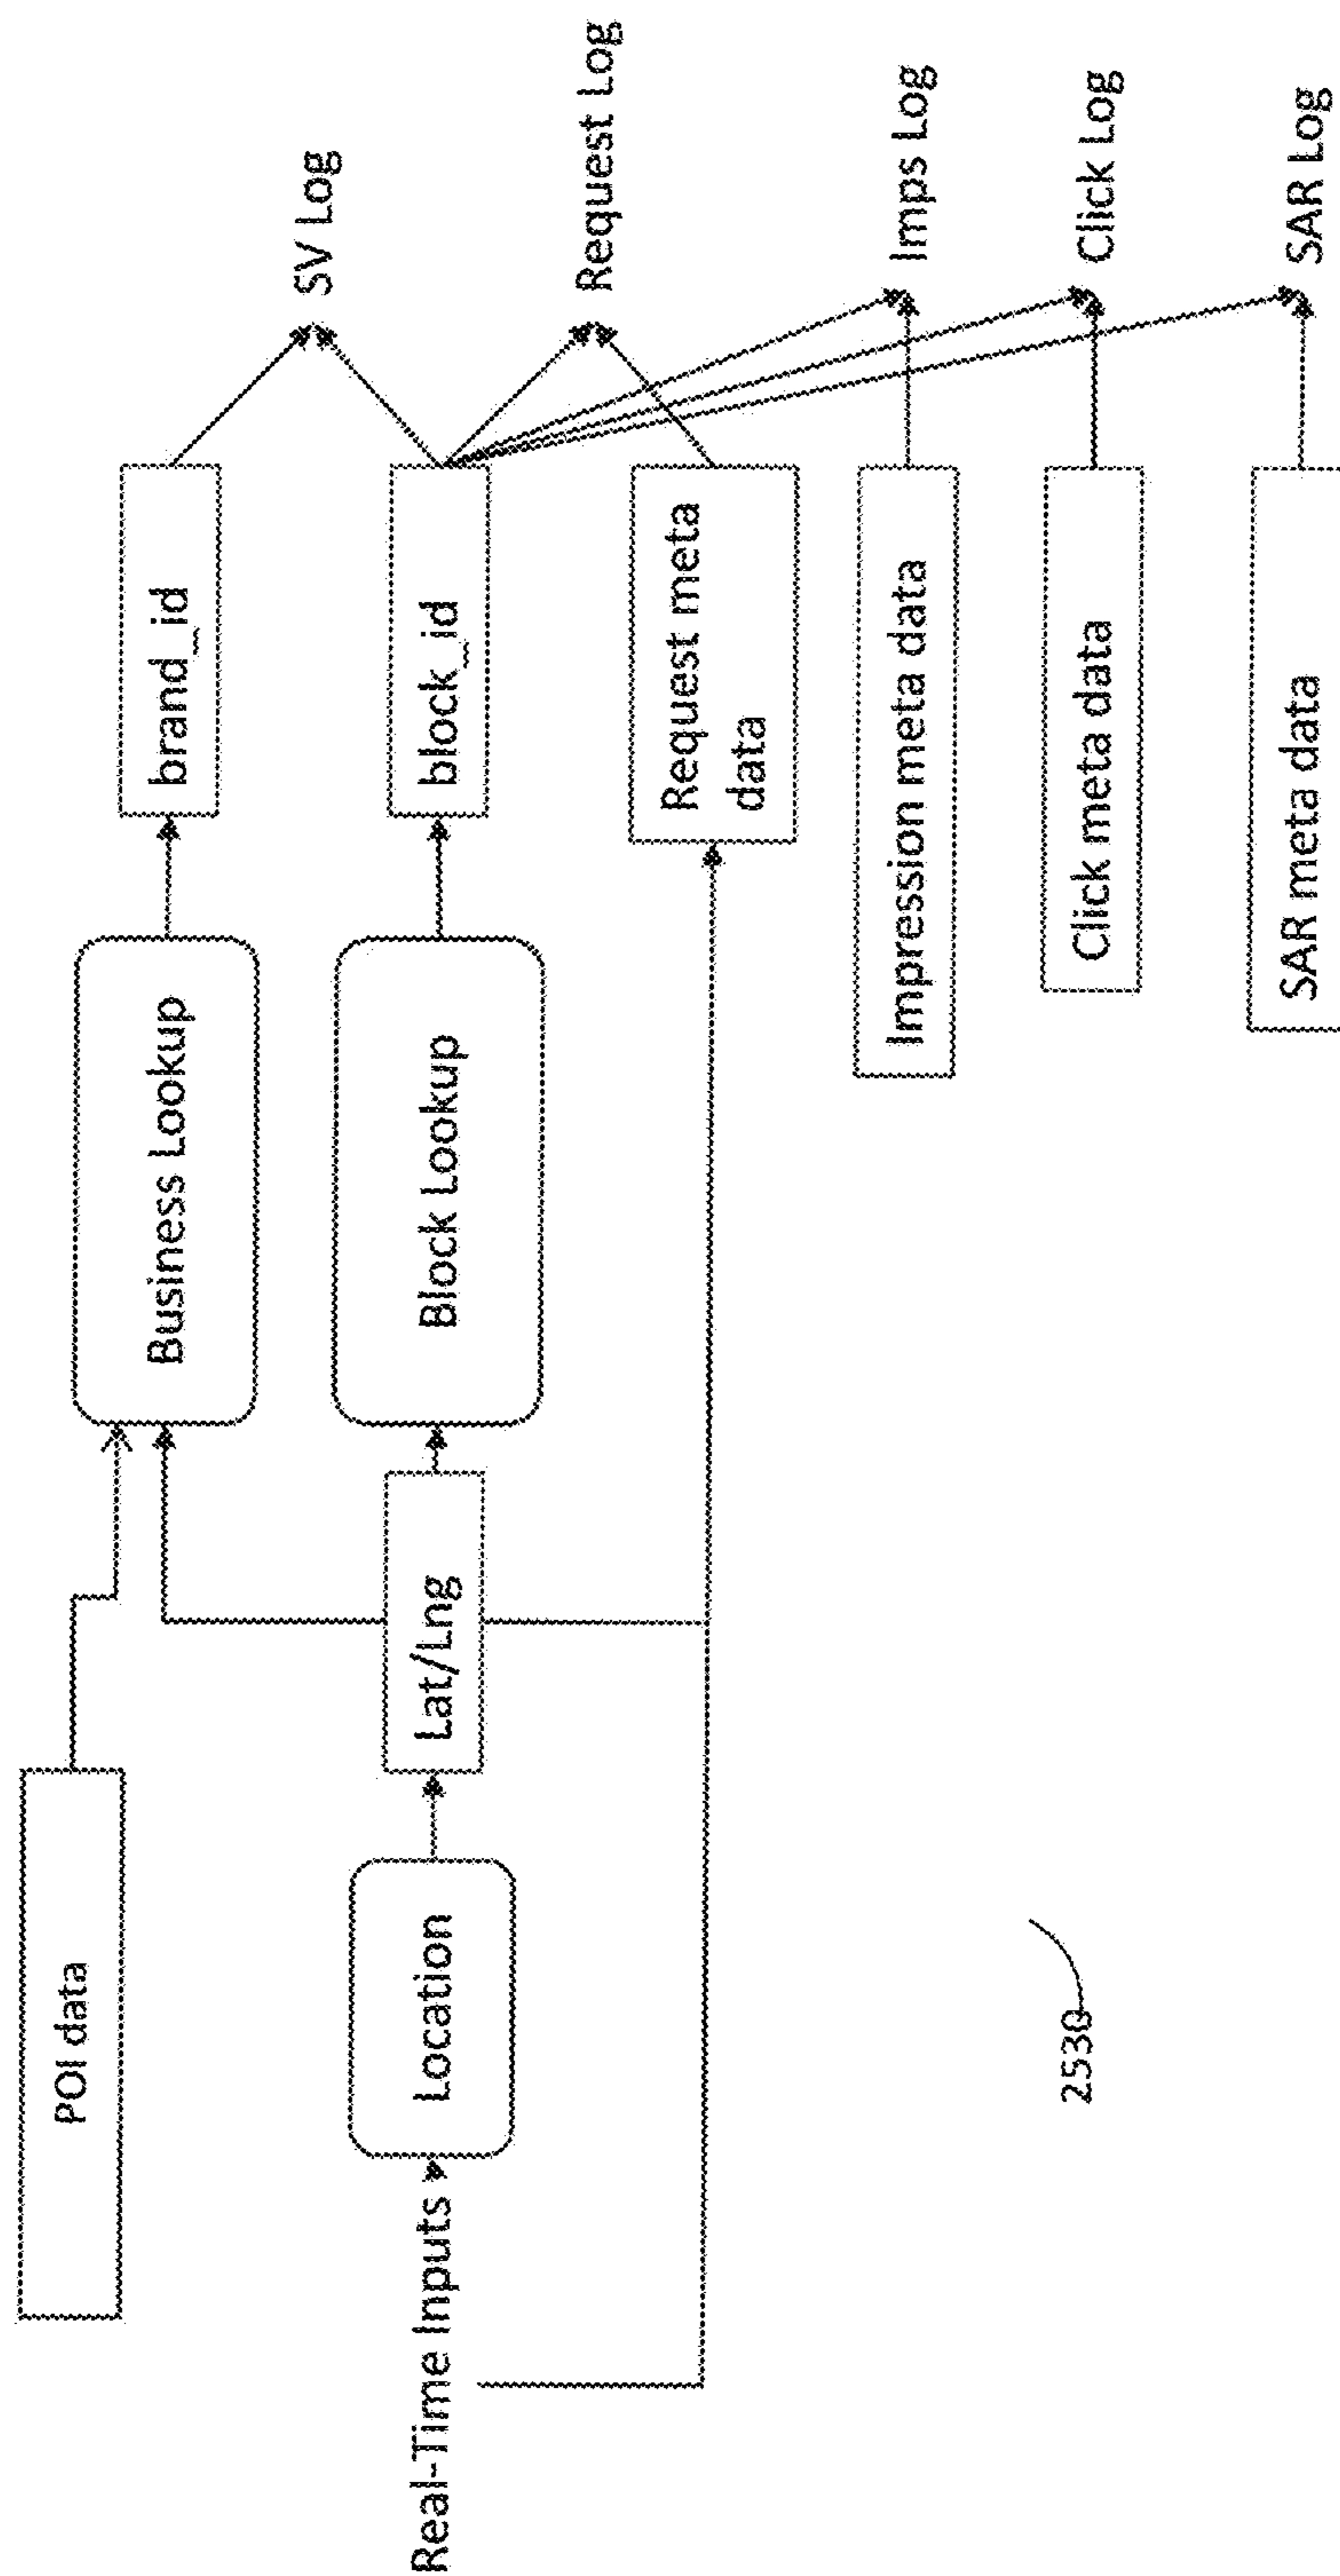 POI data
Business Lookup
brand_id
SV Log
Real-Time Inputs
Location
Lat/Lng
Block Lookup
block_id
Request Log
Request meta
data
Impression meta data
Imps Log
Click meta data
Click Log
SAR meta data
SAR Log
2530